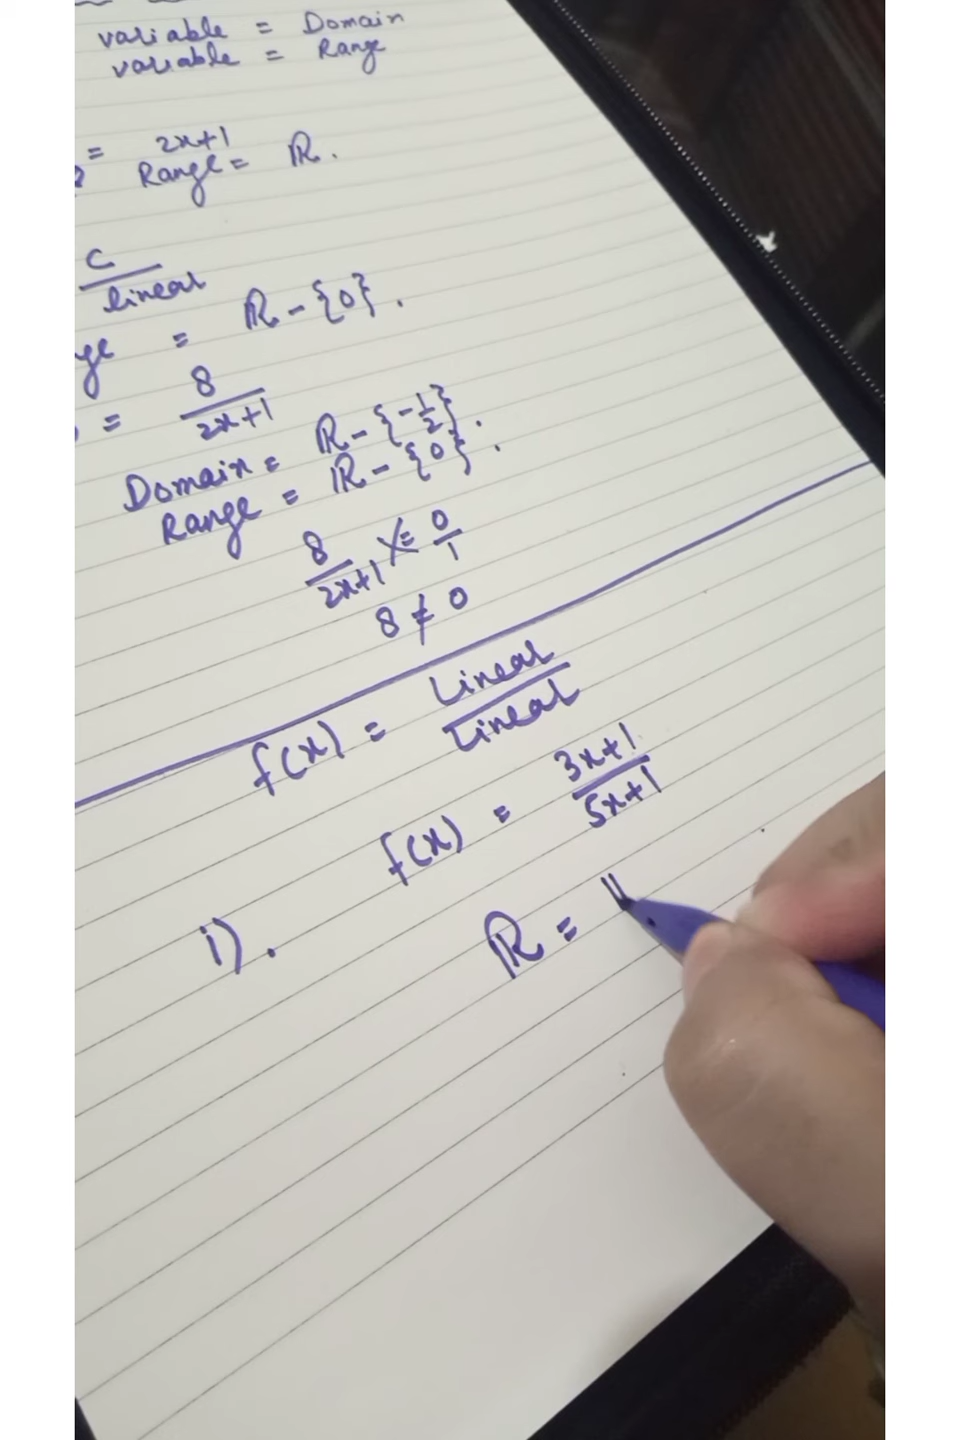 variable = Domain
variable = Range
= 2x+1
Range = ℝ.
C
linear
ge = ℝ - {0}.
= 8/2x+1
Domain = ℝ - {-1/2}.
Range = ℝ - {0}.
8/2x+1 = 0/1
8 ≠ 0
f(x) = Linear/Linear
f(x) = 3x+1/5x+1
i).
ℝ =